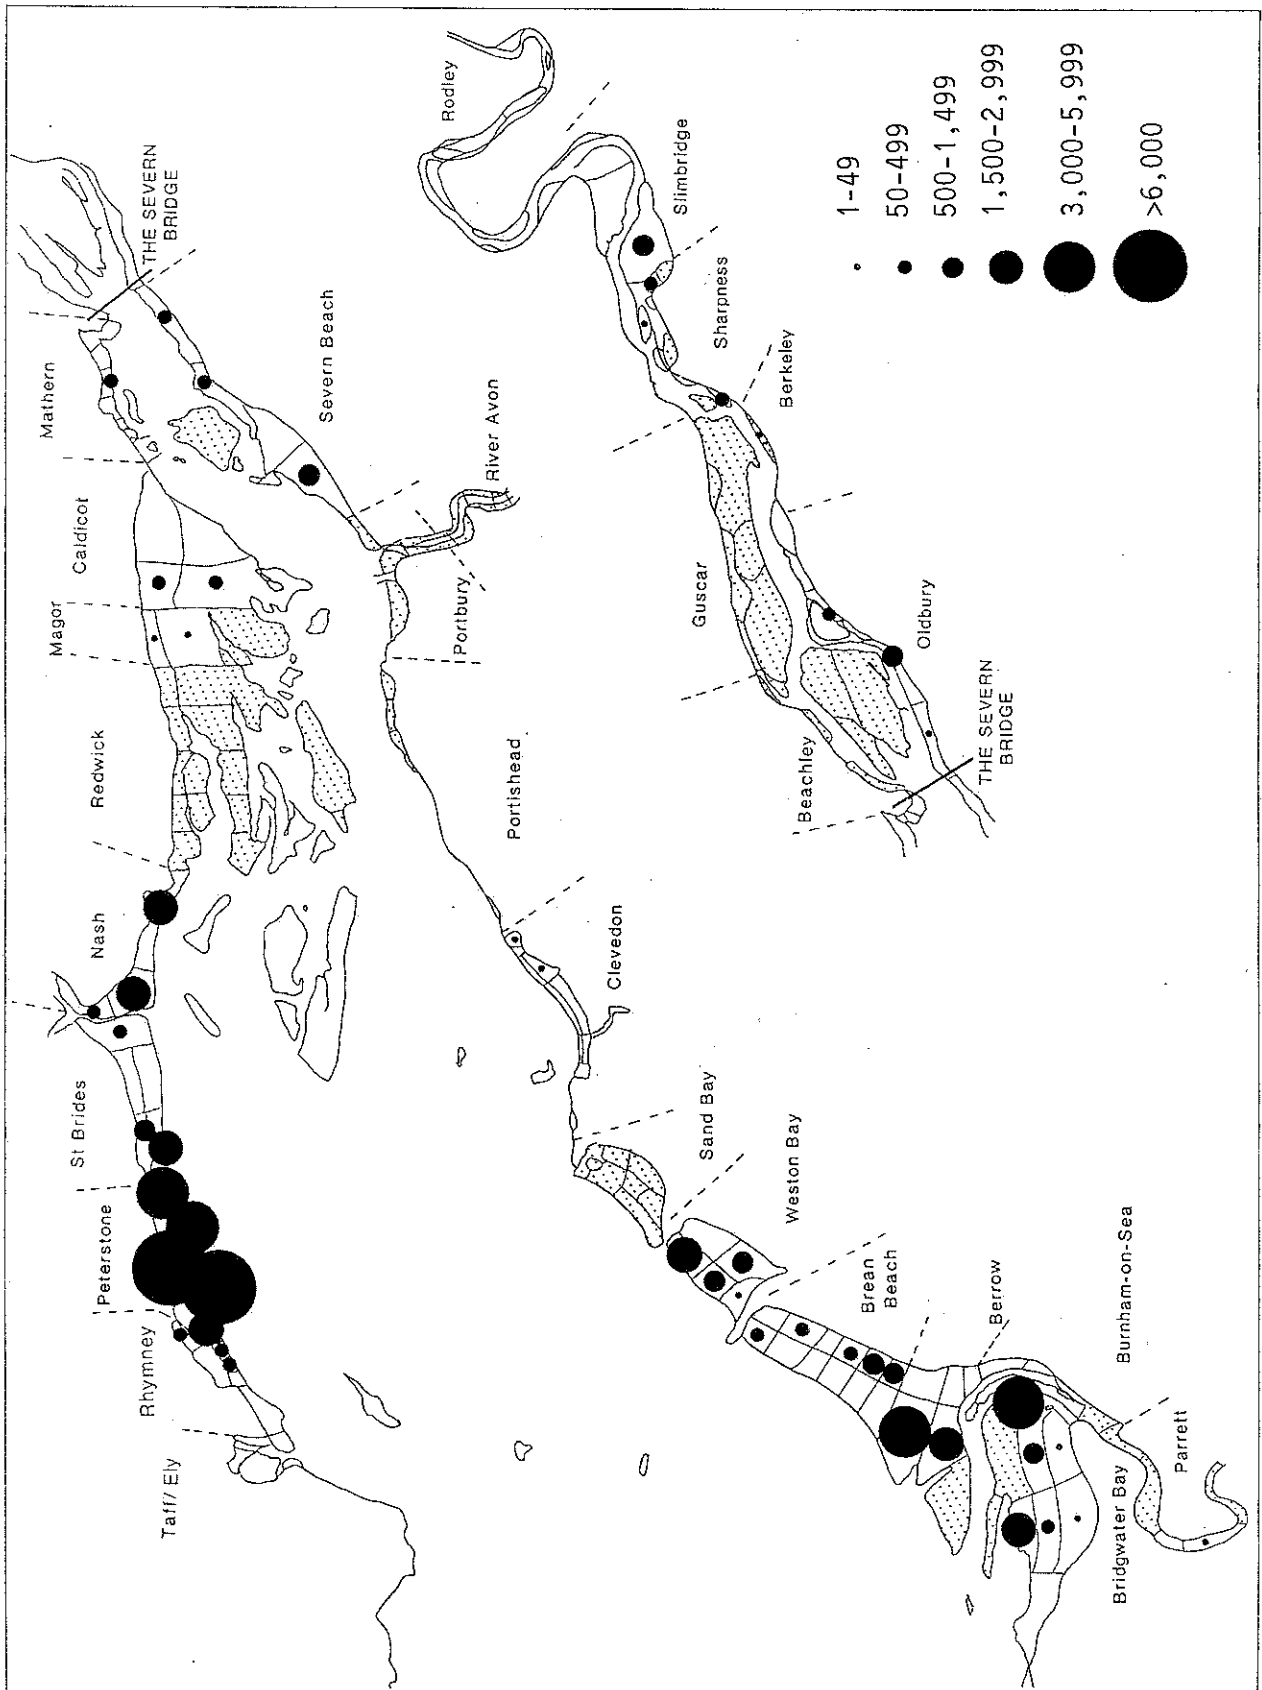 Taff/ Ely
Rhymney
Peterstone
St Brides
Nash
Redwick
Magor
Caldicot
Mathern
THE SEVERN
BRIDGE
Severn Beach
River Avon
Portbury
Portishead
Clevedon
Sand Bay
Weston Bay
Brean
Beach
Berrow
Burnham-on-Sea
Parrett
Bridgwater Bay
Rodley
Slimbridge
Sharpness
Berkeley
Guscar
Oldbury
Beachley
THE SEVERN
BRIDGE
1-49
50-499
500-1,499
1,500-2,999
3,000-5,999
>6,000